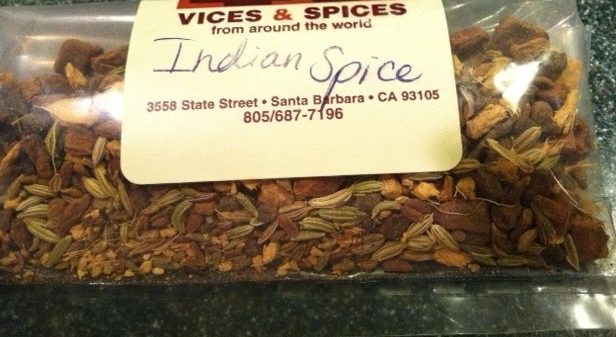 VICES & SPICES
from around the world
Indian Spice
3558 State Street • Santa Barbara • CA 93105
805/687-7196